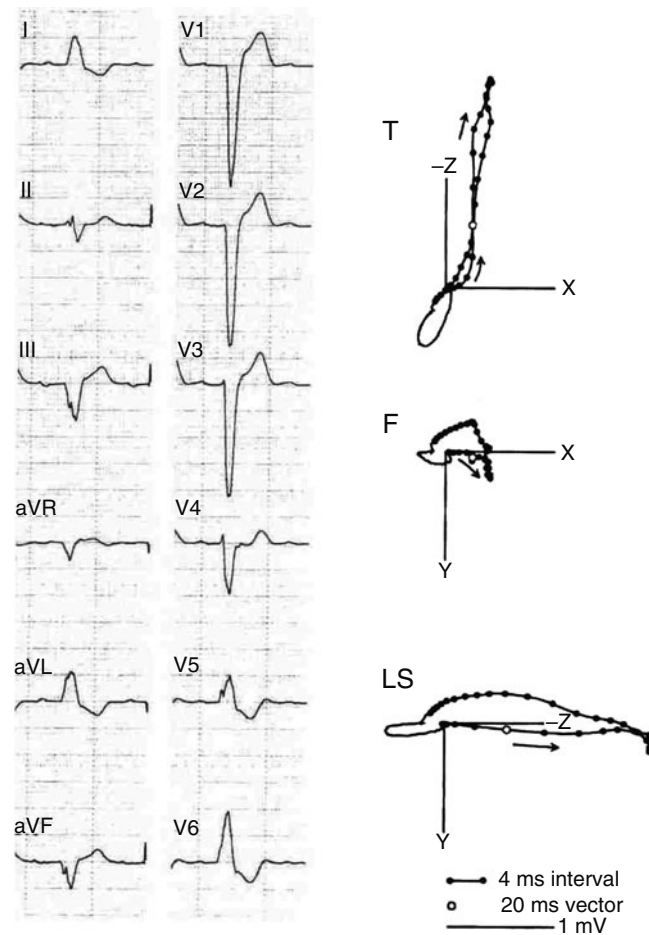 I
V1
T
–Z
II
V2
X
III
V3
F
X
aVR
V4
Y
aVL
V5
LS
–Z
aVF
V6
Y
4 ms interval
20 ms vector
1 mV